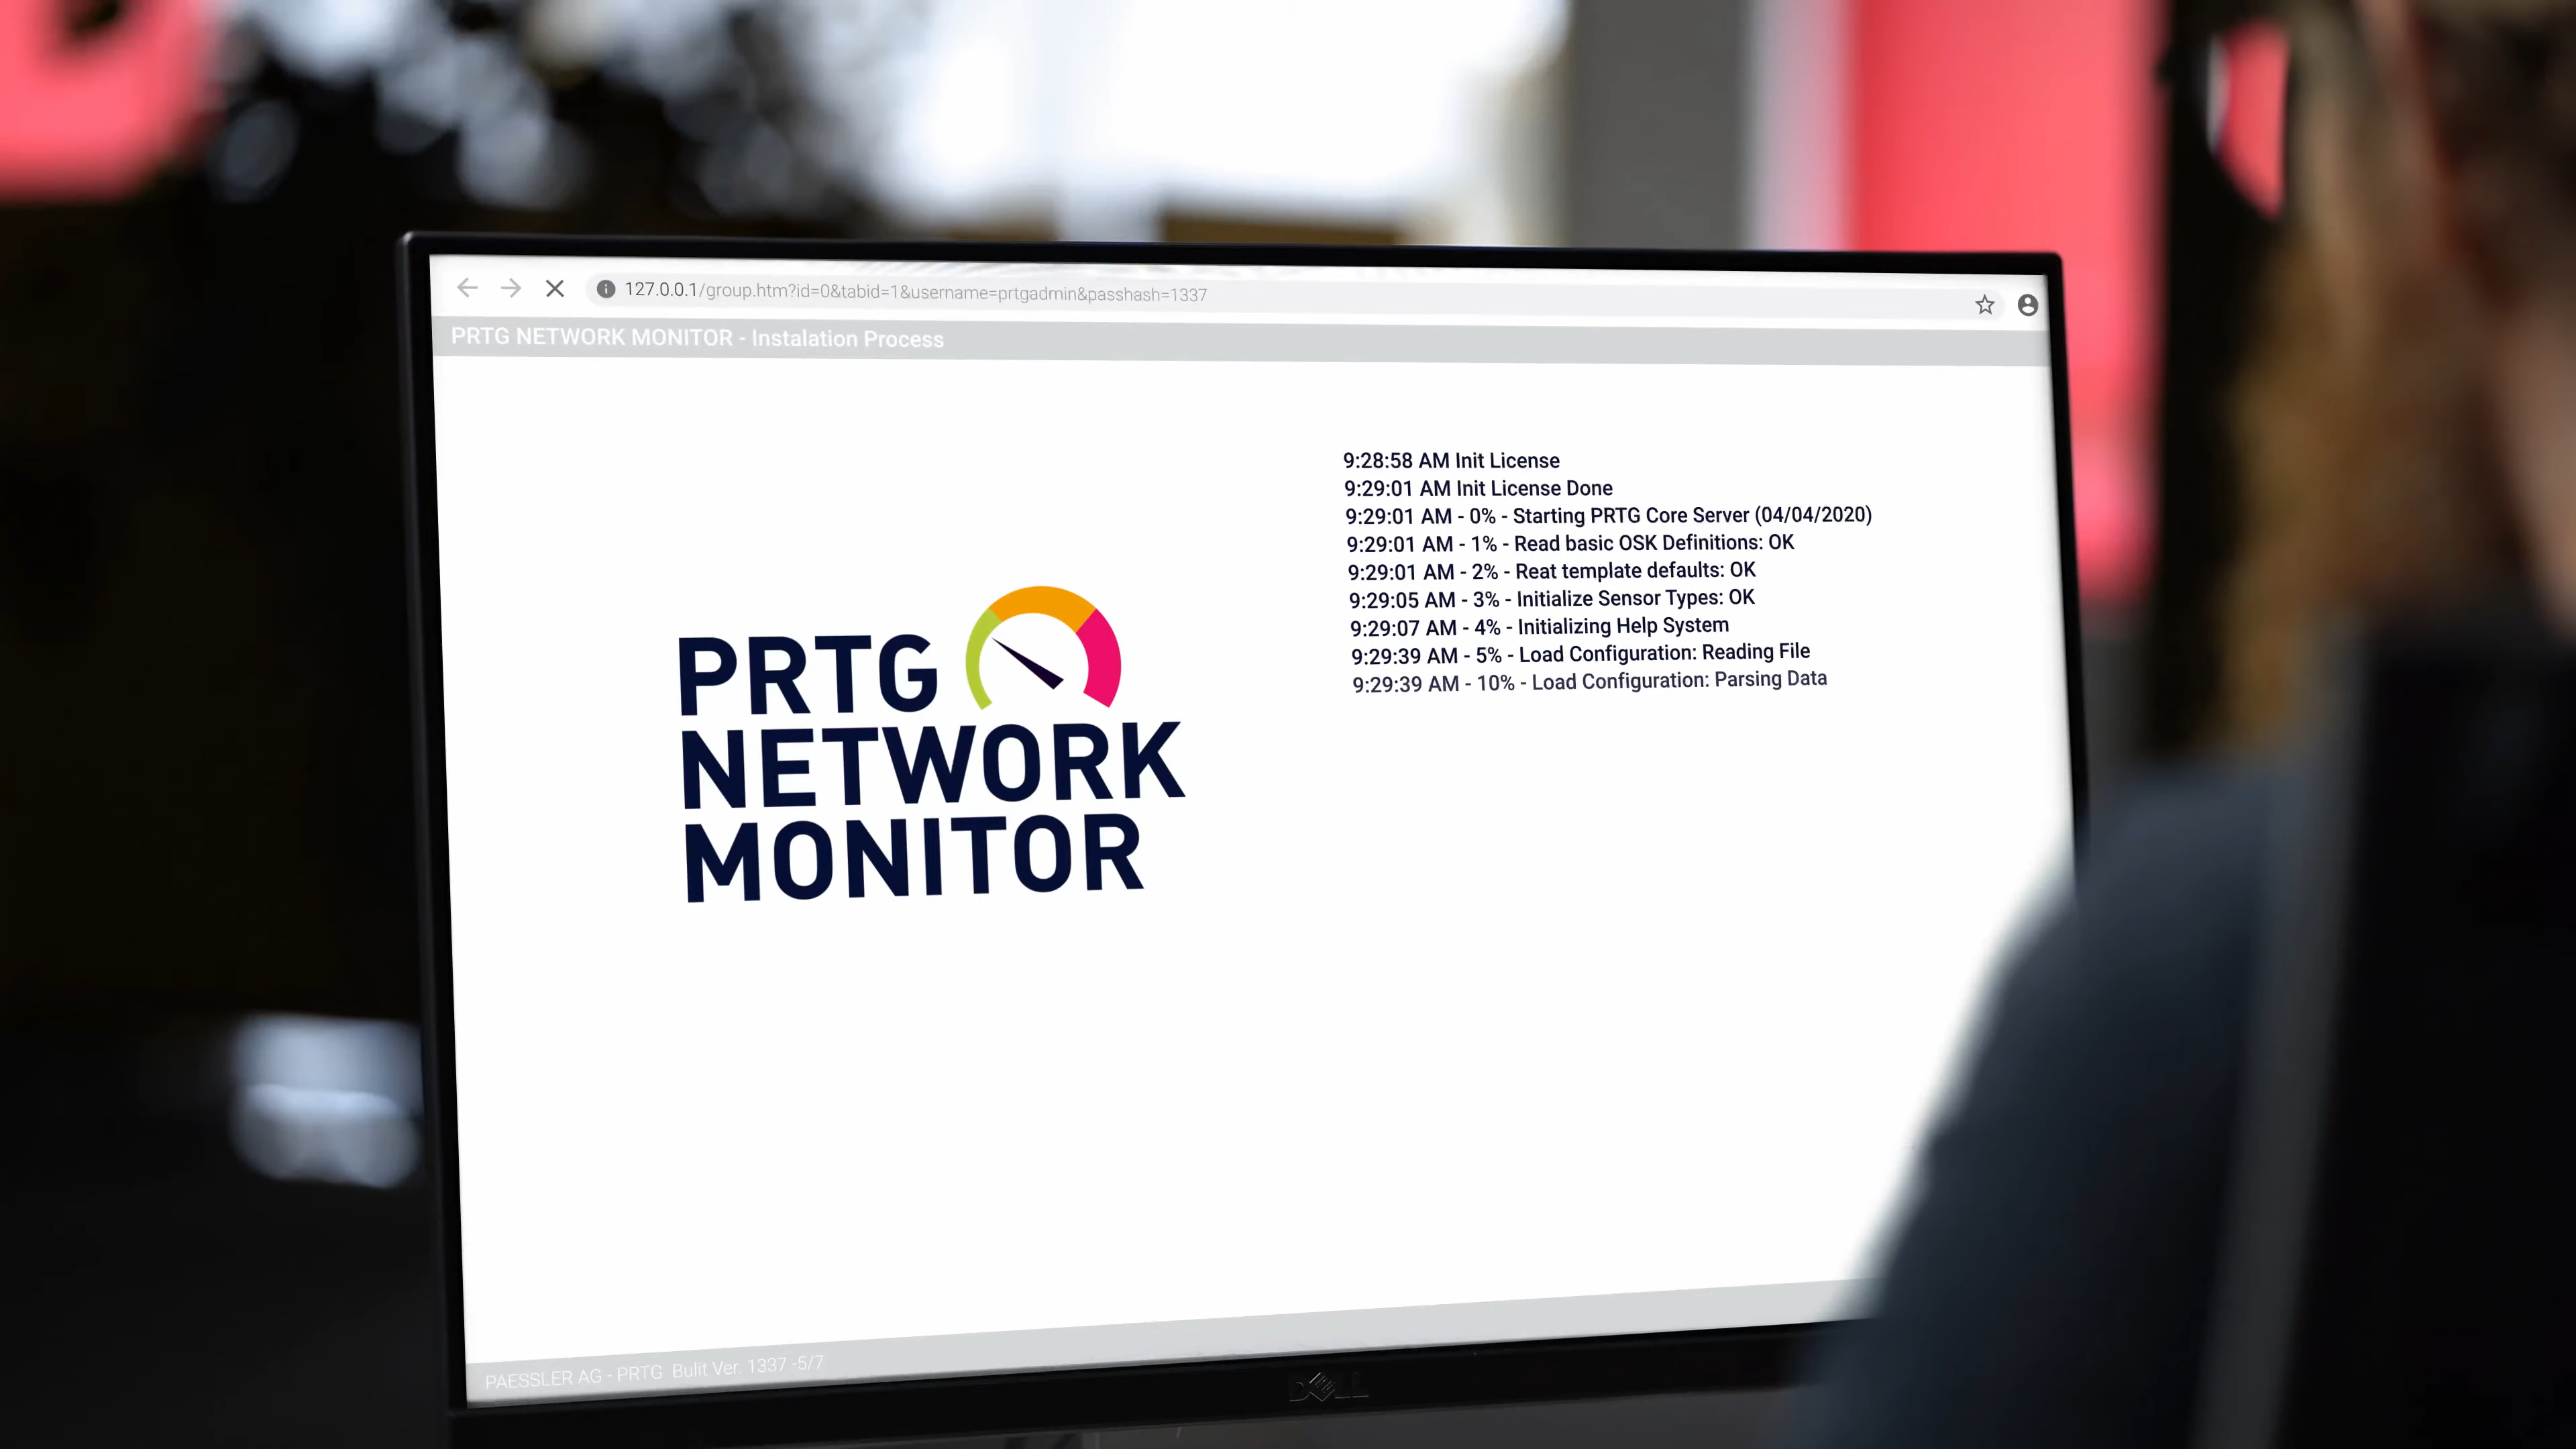 127.0.0.1/group.htm?id=0&tabid=1&username=prtgadmin&passhash=1337
PRTG NETWORK MONITOR - Instalation Process
9:28:58 AM Init License
9:29:01 AM Init License Done
9:29:01 AM - 0% - Starting PRTG Core Server (04/04/2020)
9:29:01 AM - 1% - Read basic OSK Definitions: OK
9:29:01 AM - 2% - Reat template defaults: OK
9:29:05 AM - 3% - Initialize Sensor Types: OK
9:29:07 AM - 4% - Initializing Help System
9:29:39 AM - 5% - Load Configuration: Reading File
9:29:39 AM - 10% - Load Configuration: Parsing Data
PRTG
NETWORK
MONITOR
PAESSLER AG - PRTG Bulit Ver. 1337 -5/7
DELL